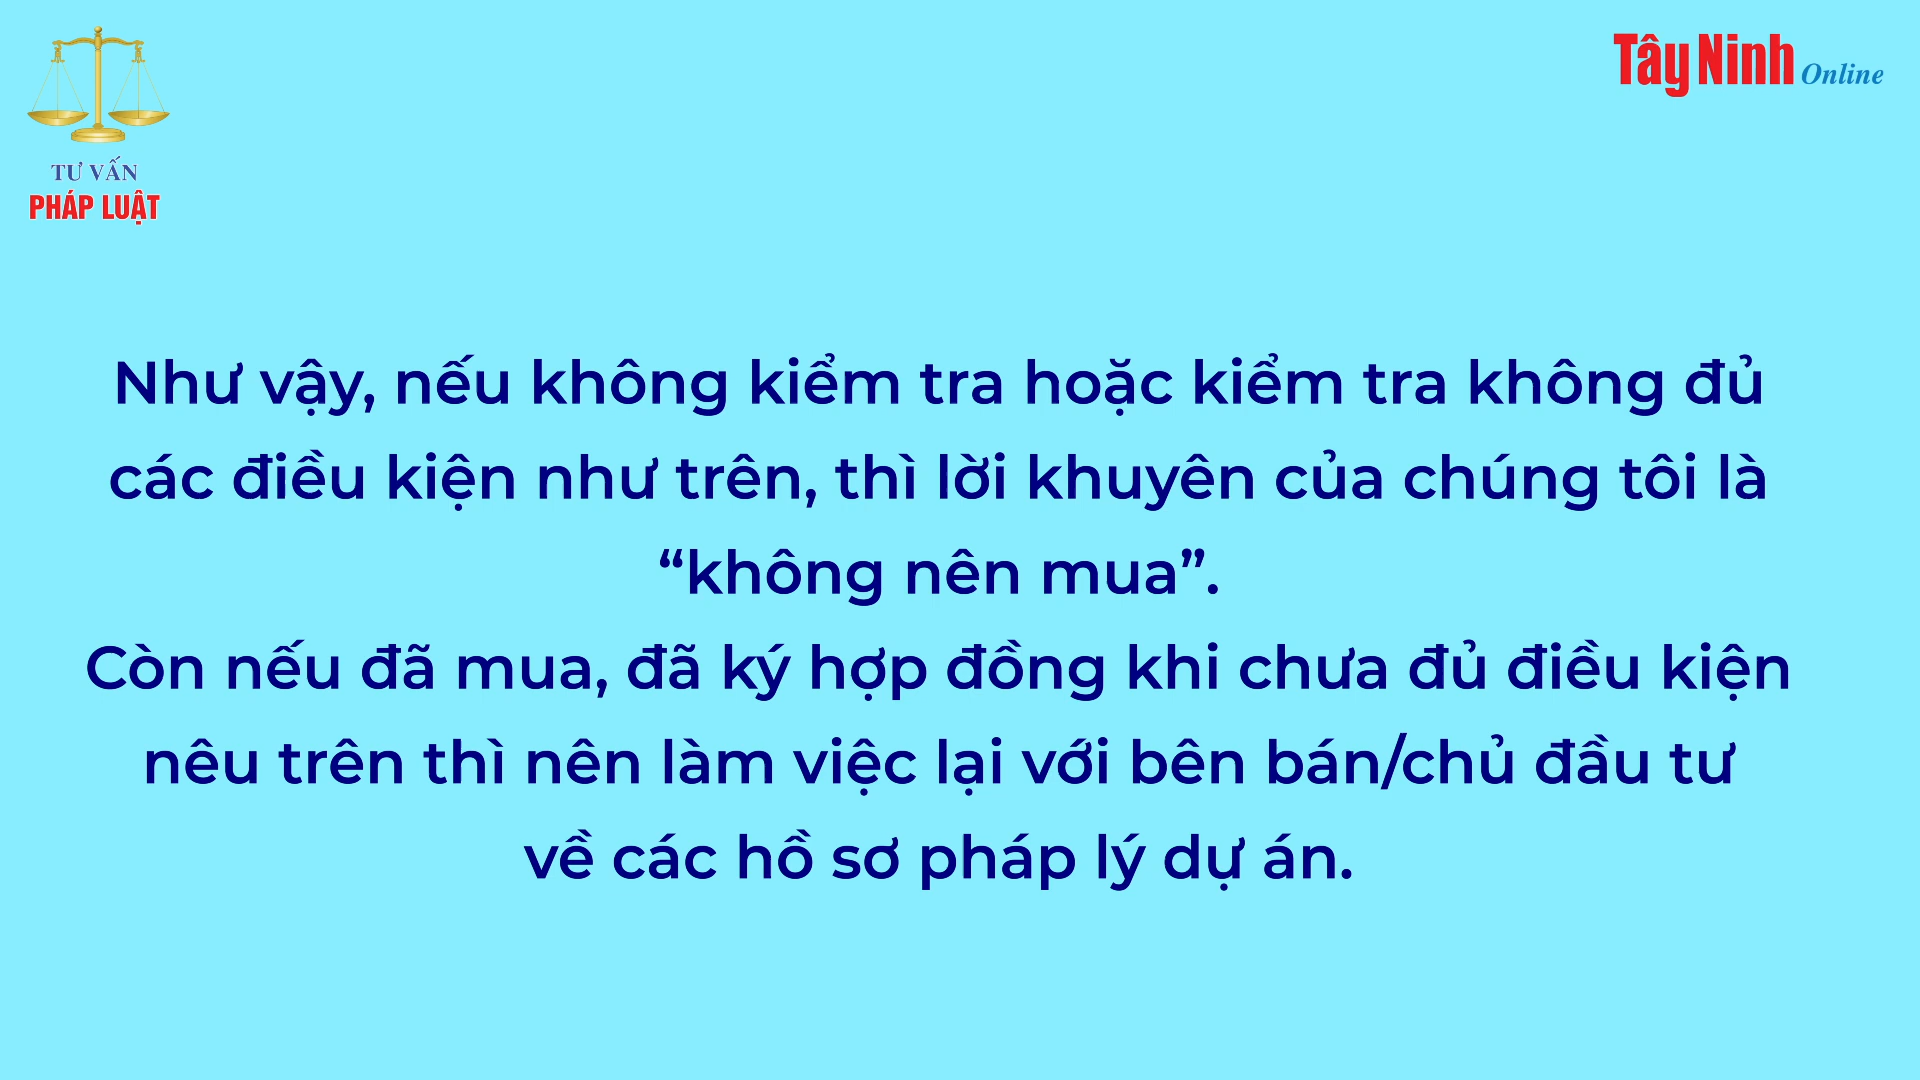 TƯ VẤN
PHÁP LUẬT
Tây Ninh Online
Như vậy, nếu không kiểm tra hoặc kiểm tra không đủ
các điều kiện như trên, thì lời khuyên của chúng tôi là
“không nên mua”.
Còn nếu đã mua, đã ký hợp đồng khi chưa đủ điều kiện
nêu trên thì nên làm việc lại với bên bán/chủ đầu tư
về các hồ sơ pháp lý dự án.